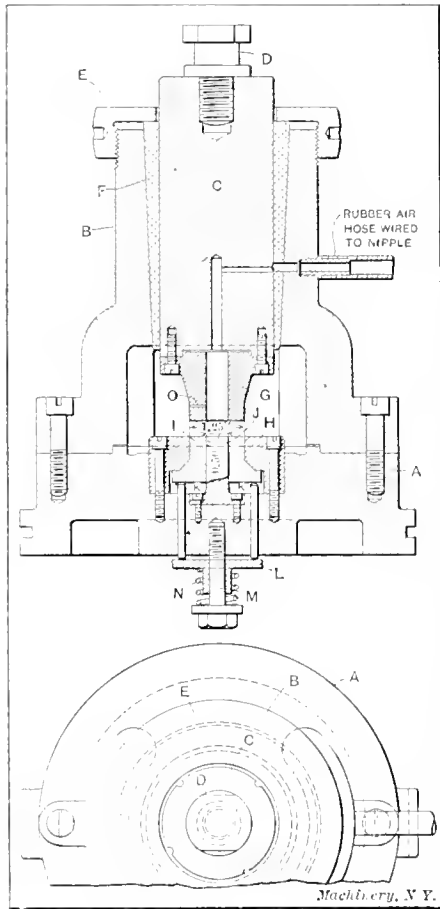 D
E
C
F
B
RUBBER AIR
HOSE WIRED
TO NIPPLE
O
G
J
I
H
A
L
N
M
A
B
E
C
D
Machinery, N.Y.